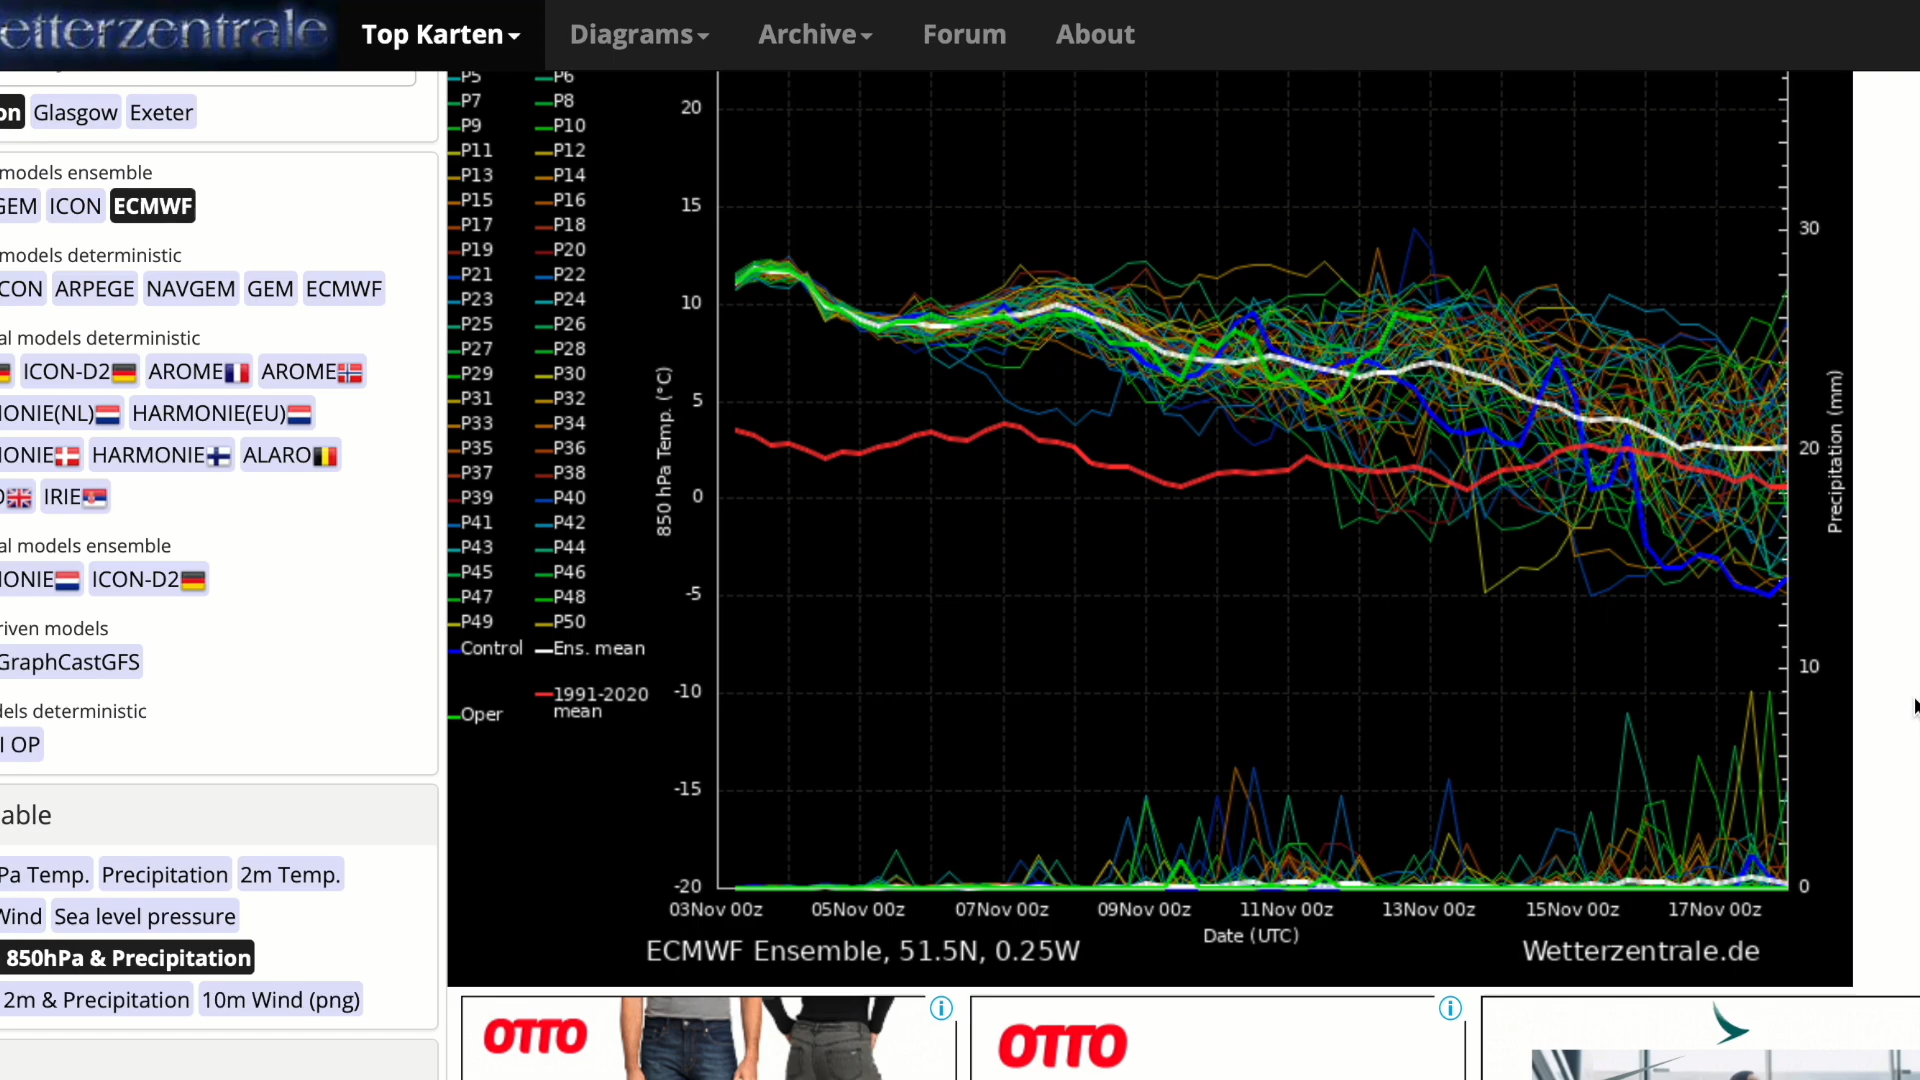 etterzentrale Top Karten Diagrams Archive Forum About
on Glasgow Exeter
models ensemble
GEM ICON ECMWF
models deterministic
CON ARPEGE NAVGEM GEM ECMWF
al models deterministic
ICON-D2 AROME AROME
ONIE(NL) HARMONIE(EU)
ONIE HARMONIE ALARO
IRIE
al models ensemble
ONIE ICON-D2
riven models
GraphCastGFS
dels deterministic
I OP
able
Pa Temp. Precipitation 2m Temp.
Wind Sea level pressure
850hPa & Precipitation
2m & Precipitation 10m Wind (png)
P5 P6
P7 P8
P9 P10
P11 P12
P13 P14
P15 P16
P17 P18
P19 P20
P21 P22
P23 P24
P25 P26
P27 P28
P29 P30
P31 P32
P33 P34
P35 P36
P37 P38
P39 P40
P41 P42
P43 P44
P45 P46
P47 P48
P49 P50
Control Ens. mean
1991-2020
mean
Oper
850 hPa Temp. (°C)
20
15
10
5
0
-5
-10
-15
-20
30
20
10
0
Precipitation (mm)
03Nov 00z 05Nov 00z 07Nov 00z 09Nov 00z 11Nov 00z 13Nov 00z 15Nov 00z 17Nov 00z
Date (UTC)
ECMWF Ensemble, 51.5N, 0.25W Wetterzentrale.de
OTTO OTTO